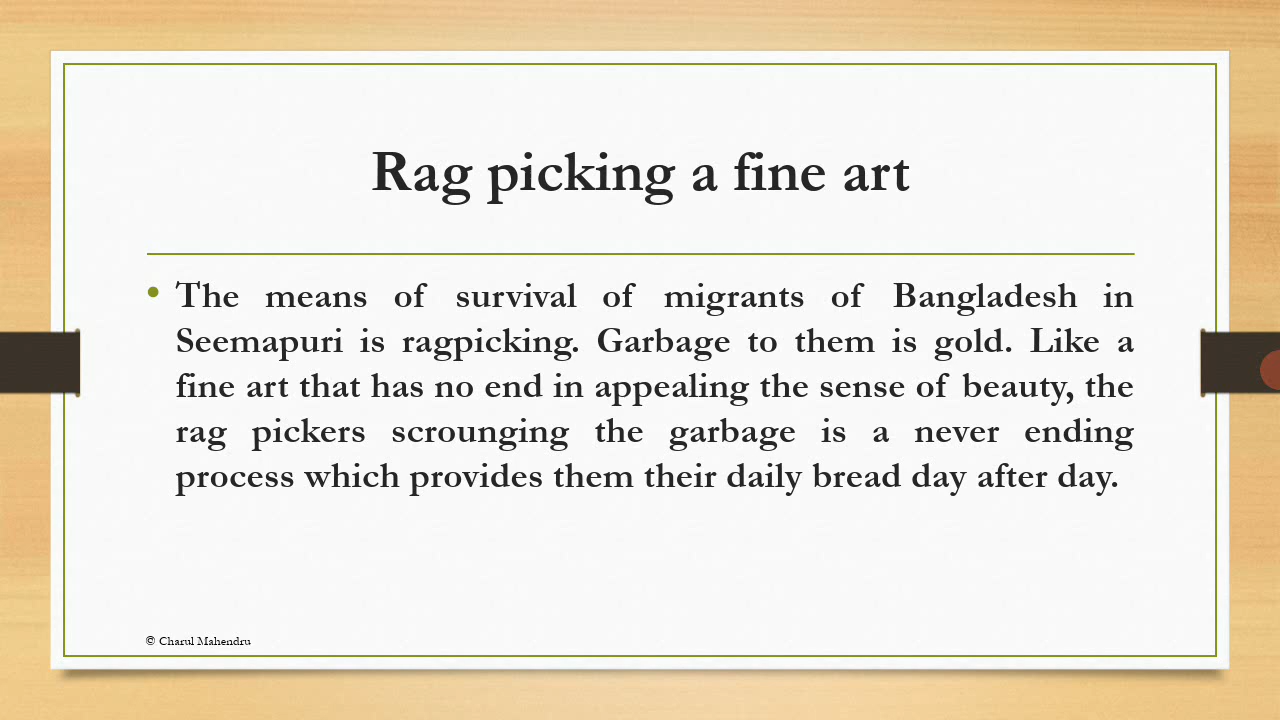 Rag picking a fine art
• The means of survival of migrants of Bangladesh in
Seemapuri is ragpicking. Garbage to them is gold. Like a
fine art that has no end in appealing the sense of beauty, the
rag pickers scrounging the garbage is a never ending
process which provides them their daily bread day after day.
© Charul Mahendru